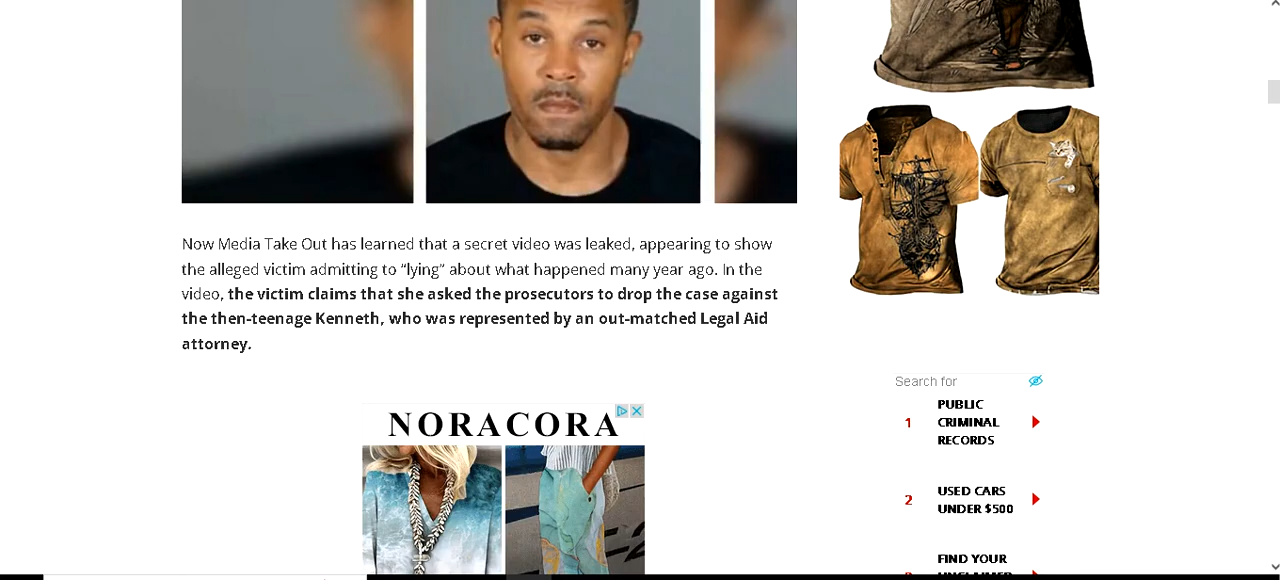 Now Media Take Out has learned that a secret video was leaked, appearing to show
the alleged victim admitting to “lying” about what happened many year ago. In the
video, the victim claims that she asked the prosecutors to drop the case against
the then-teenage Kenneth, who was represented by an out-matched Legal Aid
attorney.
NORACORA
Search for
1 PUBLIC
CRIMINAL
RECORDS
2 USED CARS
UNDER $500
FIND YOUR